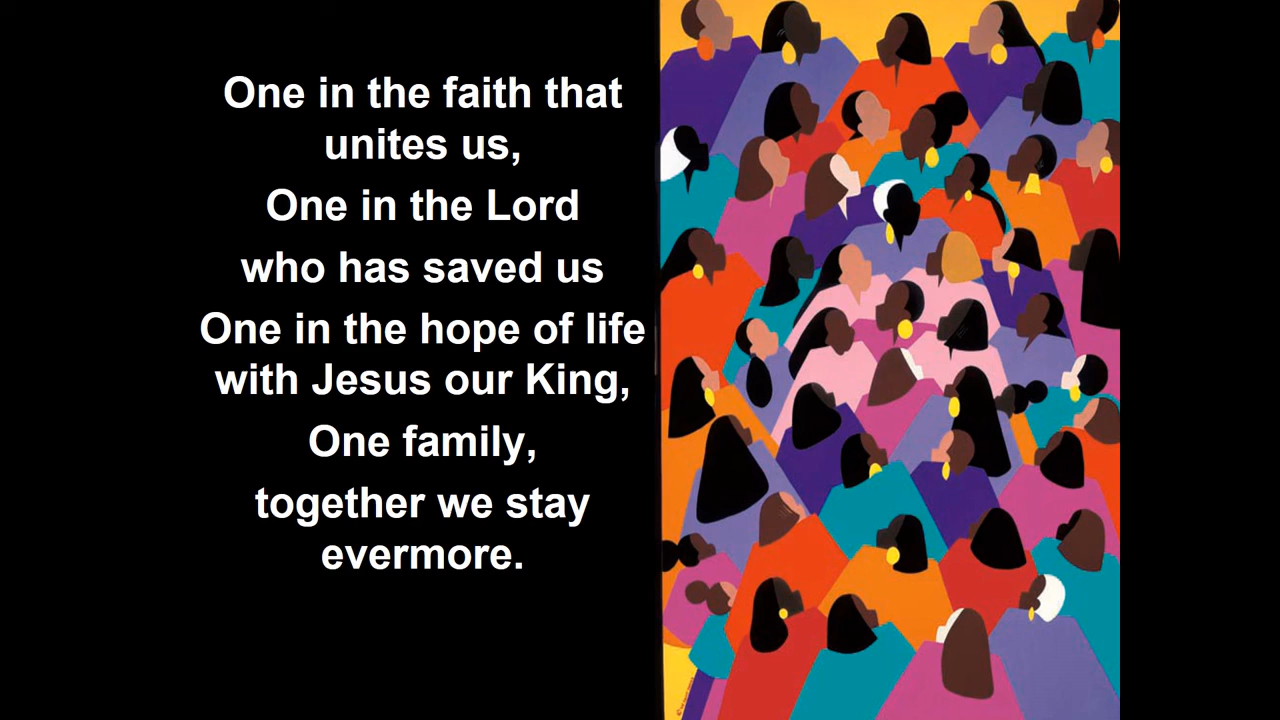 One in the faith that
unites us,
One in the Lord
who has saved us
One in the hope of life
with Jesus our King,
One family,
together we stay
evermore.